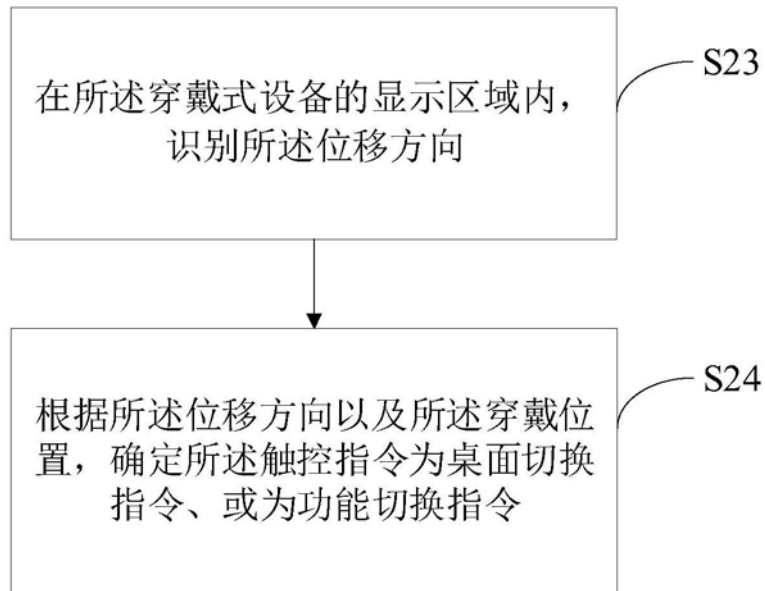 在所述穿戴式设备的显示区域内，
识别所述位移方向
S23
根据所述位移方向以及所述穿戴位
置，确定所述触控指令为桌面切换
指令、或为功能切换指令
S24